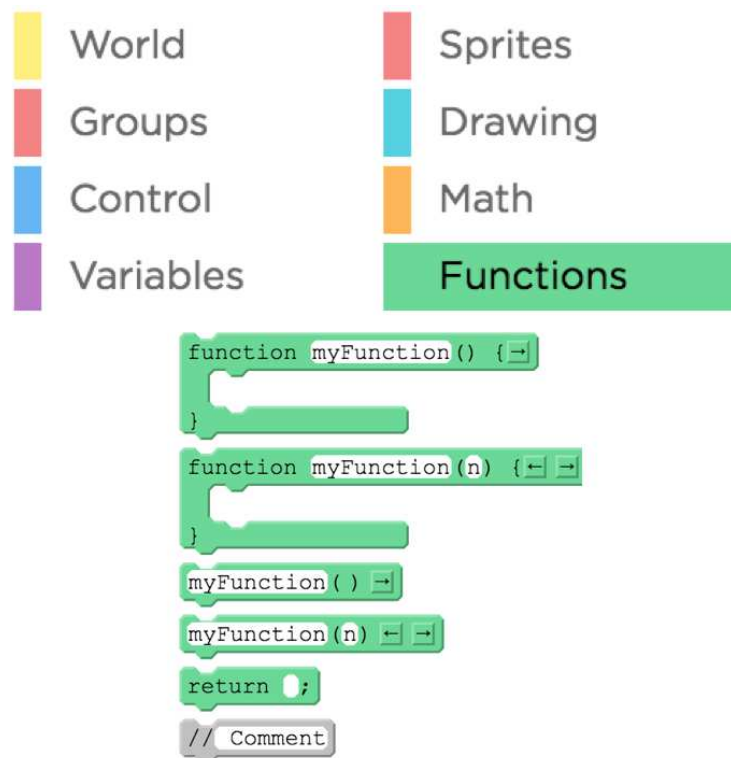 World Sprites
Groups Drawing
Control Math
Variables Functions
function myFunction() {→
}
function myFunction(n) {← →
}
myFunction() →
myFunction(n) ← →
return ;
// Comment